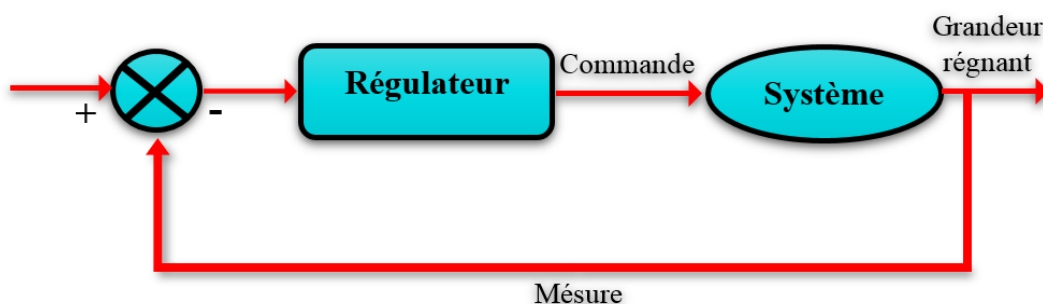 Grandeur
régnant
Régulateur
Commande
Système
+
-
Mésure